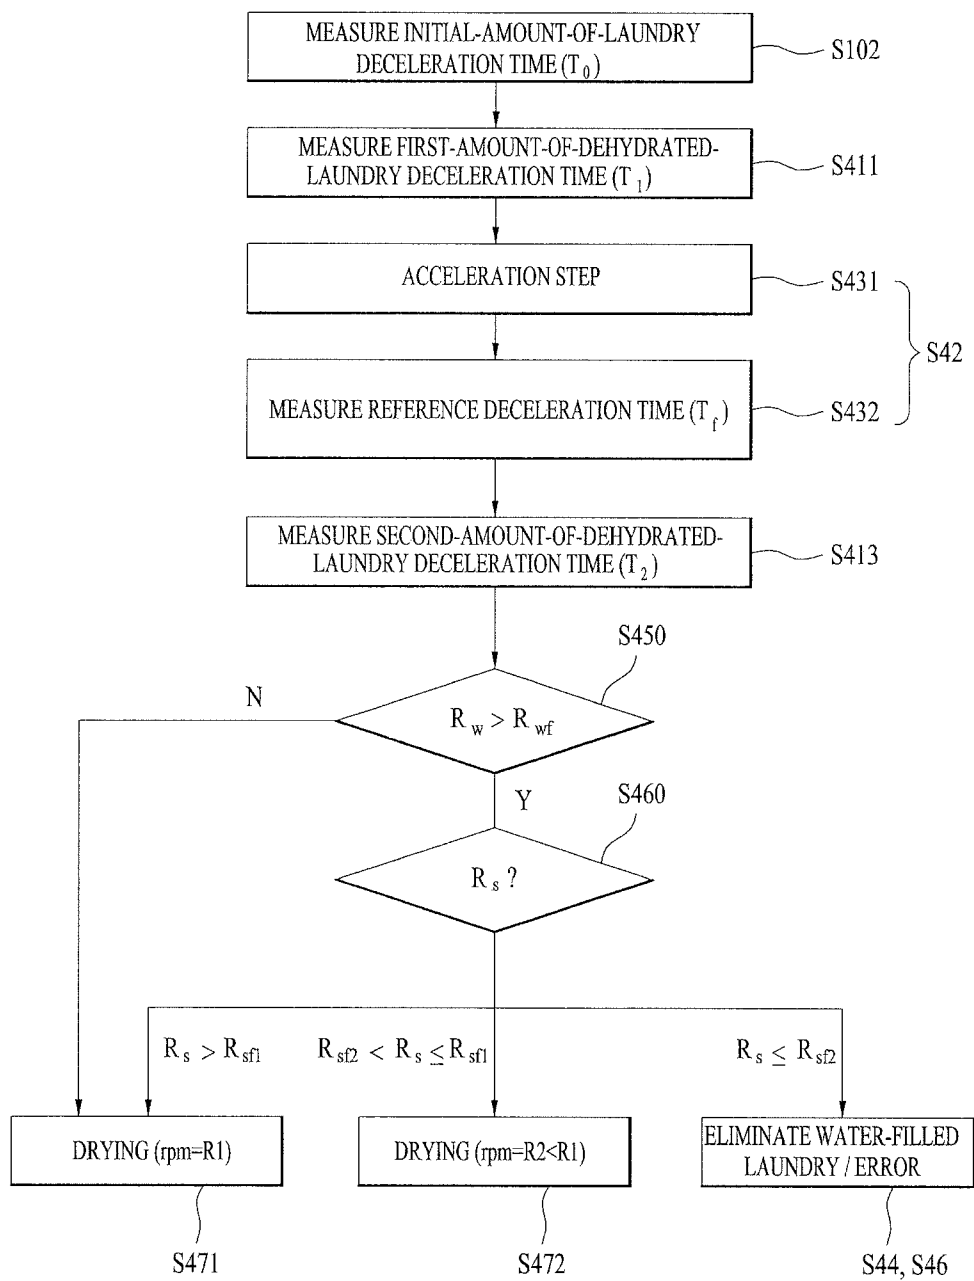 MEASURE INITIAL-AMOUNT-OF-LAUNDRY
DECELERATION TIME (T0)
S102
MEASURE FIRST-AMOUNT-OF-DEHYDRATED-
LAUNDRY DECELERATION TIME (T1)
S411
ACCELERATION STEP
S431
S42
MEASURE REFERENCE DECELERATION TIME (Tf)
S432
MEASURE SECOND-AMOUNT-OF-DEHYDRATED-
LAUNDRY DECELERATION TIME (T2)
S413
S450
N
Rw > Rwf
Y
S460
Rs ?
Rs > Rsf1
Rsf2 < Rs ≤ Rsf1
Rs ≤ Rsf2
DRYING (rpm=R1)
DRYING (rpm=R2<R1)
ELIMINATE WATER-FILLED
LAUNDRY / ERROR
S471
S472
S44, S46